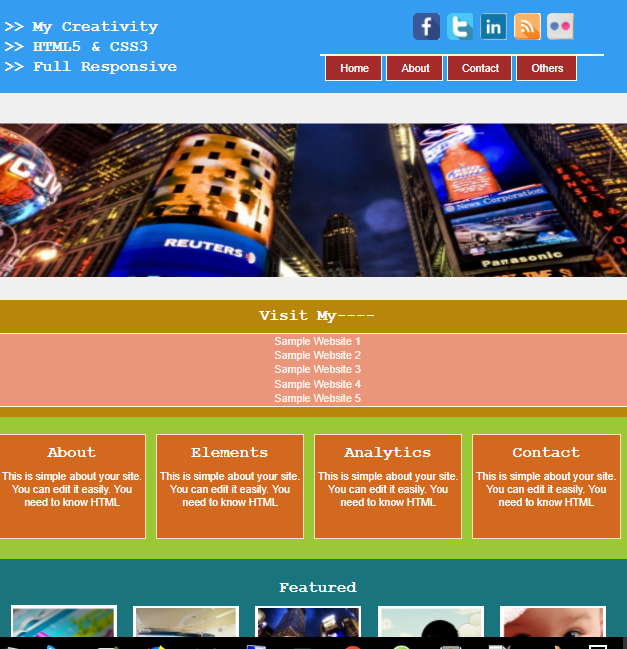 >> My Creativity
>> HTML5 & CSS3
>> Full Responsive
Home
About
Contact
Others
REUTERS
News Corporation
Panasonic
Visit My----
Sample Website 1
Sample Website 2
Sample Website 3
Sample Website 4
Sample Website 5
About
This is simple about your site.
You can edit it easily. You
need to know HTML
Elements
This is simple about your site.
You can edit it easily. You
need to know HTML
Analytics
This is simple about your site.
You can edit it easily. You
need to know HTML
Contact
This is simple about your site.
You can edit it easily. You
need to know HTML
Featured